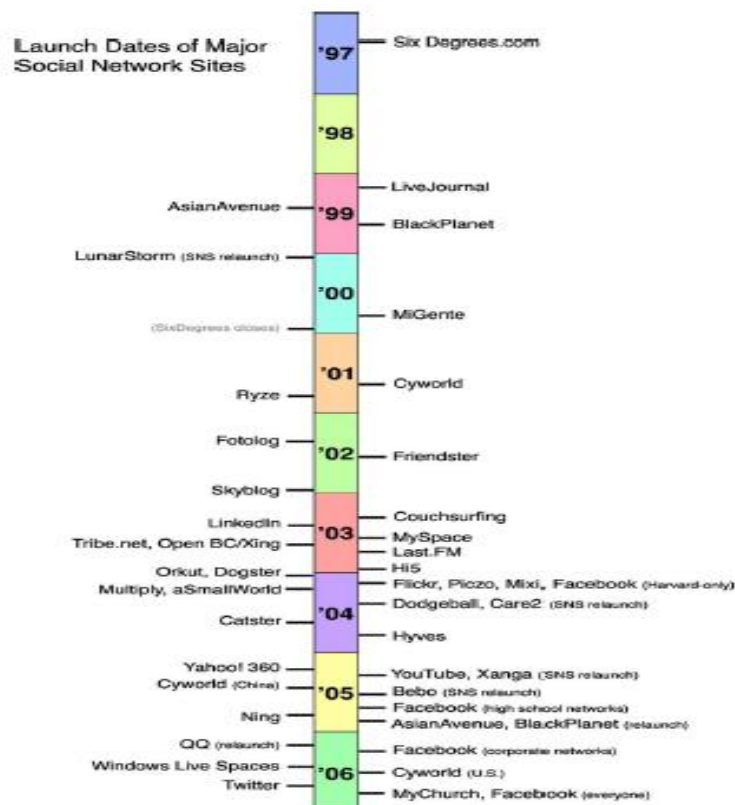 Launch Dates of Major
Social Network Sites
'97
Six Degrees.com
'98
LiveJournal
AsianAvenue
'99
BlackPlanet
LunarStorm (SNS relaunch)
'00
MiGente
(SixDegrees closes)
'01
Cyworld
Ryze
Fotolog
'02
Friendster
Skyblog
Couchsurfing
LinkedIn
'03
MySpace
Tribe.net, Open BC/Xing
Last.FM
Hi5
Orkut, Dogster
Flickr, Piczo, Mixi, Facebook (Harvard-only)
Multiply, aSmallWorld
Dodgeball, Care2 (SNS relaunch)
'04
Catster
Hyves
Yahoo! 360
YouTube, Xanga (SNS relaunch)
Cyworld (China)
'05
Bebo (SNS relaunch)
Facebook (high school networks)
Ning
AsianAvenue, BlackPlanet (relaunch)
QQ (relaunch)
Facebook (corporate networks)
Windows Live Spaces
'06
Cyworld (U.S.)
Twitter
MyChurch, Facebook (everyone)